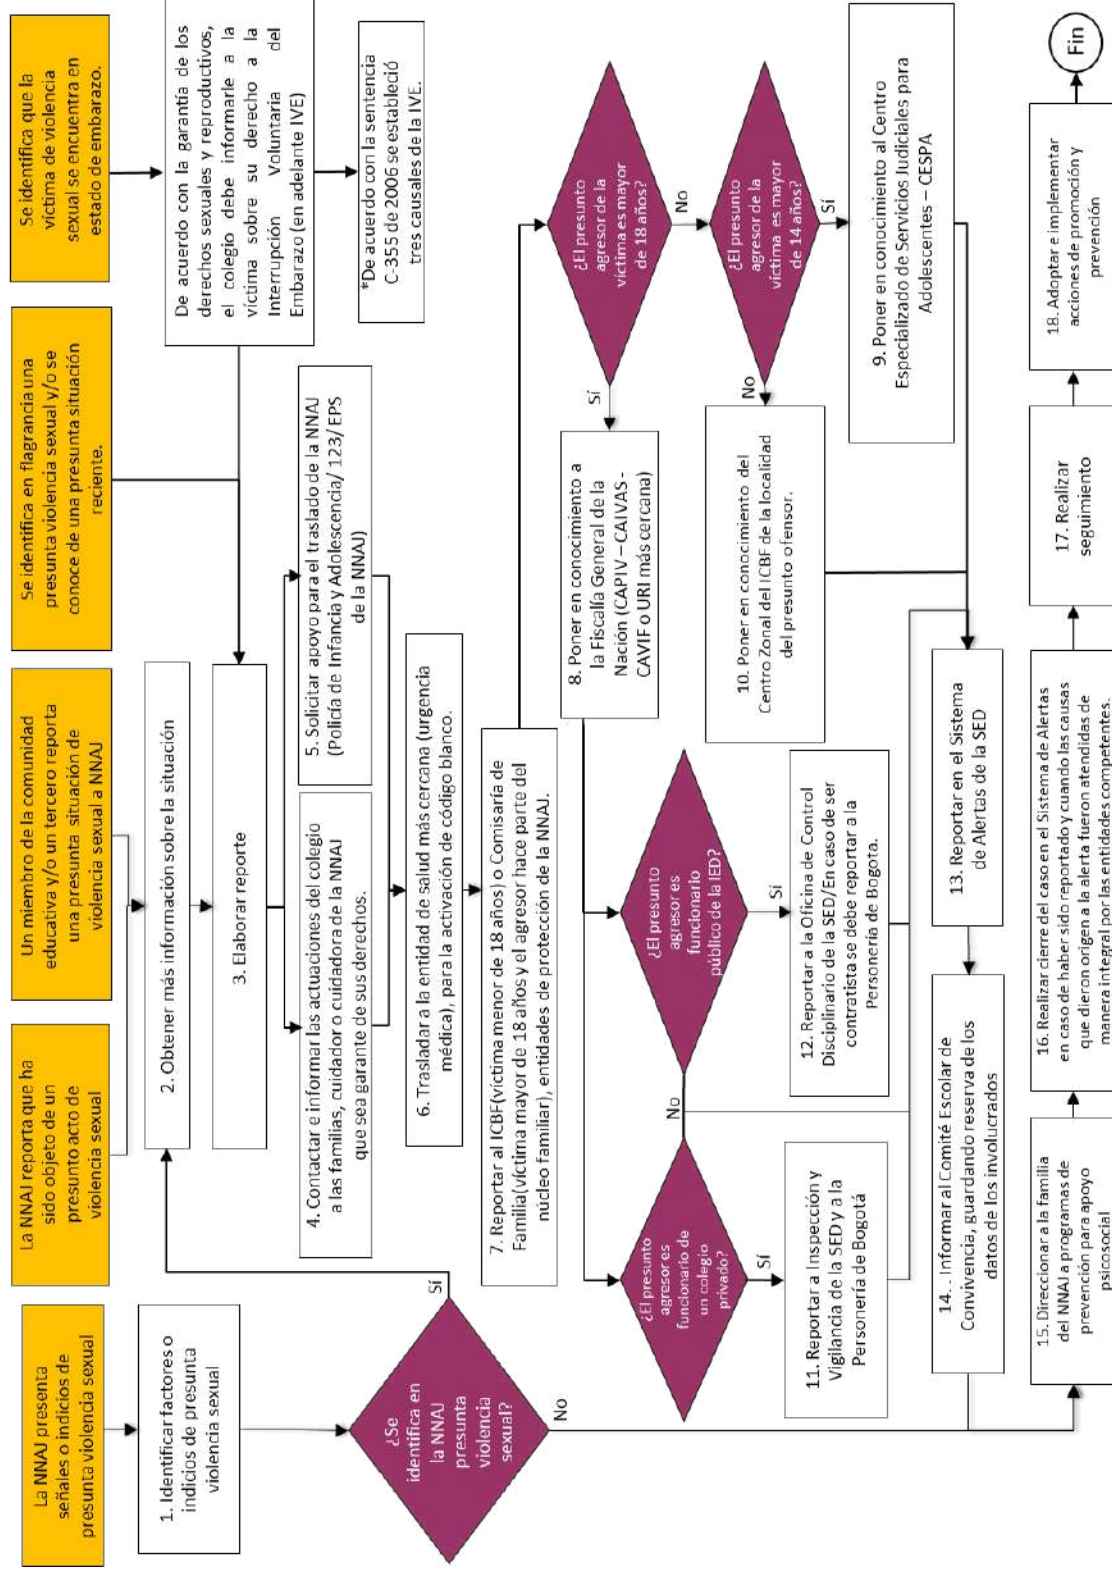 La NNAJ presenta
señales o indicios de
presunta violencia sexual
La NNAJ reporta que ha
sido objeto de un
presunto acto de
violencia sexual
Un miembro de la comunidad
educativa y/o un tercero reporta
una presunta situación de
violencia sexual a NNAJ
Se identifica en flagrancia una
presunta violencia sexual y/o se
conoce de una presunta situación
reciente.
Se identifica que la
víctima de violencia
sexual se encuentra en
estado de embarazo.
1. Identificar factores o
indicios de presunta
violencia sexual
2. Obtener más información sobre la situación
De acuerdo con la garantía de los
derechos sexuales y reproductivos,
el colegio debe informarle a la
víctima sobre su derecho a la
Interrupción Voluntaria del
Embarazo (en adelante IVE)
3. Elaborar reporte
*De acuerdo con la sentencia
C-355 de 2006 se estableció
tres causales de la IVE.
¿Se
identifica en
la NNAJ
presunta
violencia
sexual?
Sí
No
4. Contactar e informar las actuaciones del colegio
a las familias, cuidador o cuidadora de la NNAJ
que sea garante de sus derechos.
5. Solicitar apoyo para el traslado de la NNAJ
(Policía de Infancia y Adolescencia/ 123/ EPS
de la NNAJ)
6. Trasladar a la entidad de salud más cercana (urgencia
médica), para la activación de código blanco.
7. Reportar al ICBF(víctima menor de 18 años) o Comisaría de
Familia(víctima mayor de 18 años y el agresor hace parte del
núcleo familiar), entidades de protección de la NNAJ.
¿El presunto
agresor de la
víctima es mayor
de 18 años?
Sí
No
8. Poner en conocimiento a
la Fiscalía General de la
Nación (CAPIV – CAIVAS -
CAVIF o URI más cercana)
¿El presunto
agresor de la
víctima es mayor
de 14 años?
No
Sí
¿El presunto
agresor es
funcionario de
un colegio
privado?
No
Sí
¿El presunto
agresor es
funcionario
público de la IED?
Sí
10. Poner en conocimiento del
Centro Zonal del ICBF de la localidad
del presunto ofensor.
9. Poner en conocimiento al Centro
Especializado de Servicios Judiciales para
Adolescentes – CESPA
11. Reportar a Inspección y
Vigilancia de la SED y a la
Personería de Bogotá
12. Reportar a la Oficina de Control
Disciplinario de la SED/En caso de ser
contratista se debe reportar a la
Personería de Bogota.
13. Reportar en el Sistema
de Alertas de la SED
14. . Informar al Comité Escolar de
Convivencia, guardando reserva de los
datos de los involucrados
15. Direccionar a la familia
del NNAJ a programas de
prevención para apoyo
psicosocial
16. Realizar cierre del caso en el Sistema de Alertas
en caso de haber sido reportado y cuando las causas
que dieron origen a la alerta fueron atendidas de
manera integral por las entidades competentes.
17. Realizar
seguimiento
18. Adoptar e implementar
acciones de promoción y
prevención
Fin